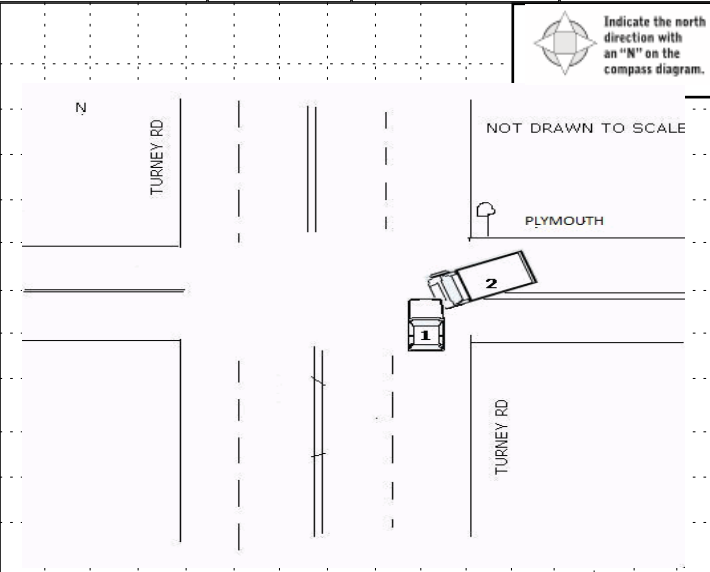 Indicate the north
direction with
an "N" on the
compass diagram.
N
TURNEY RD
NOT DRAWN TO SCALE
PLYMOUTH
2
1
TURNEY RD